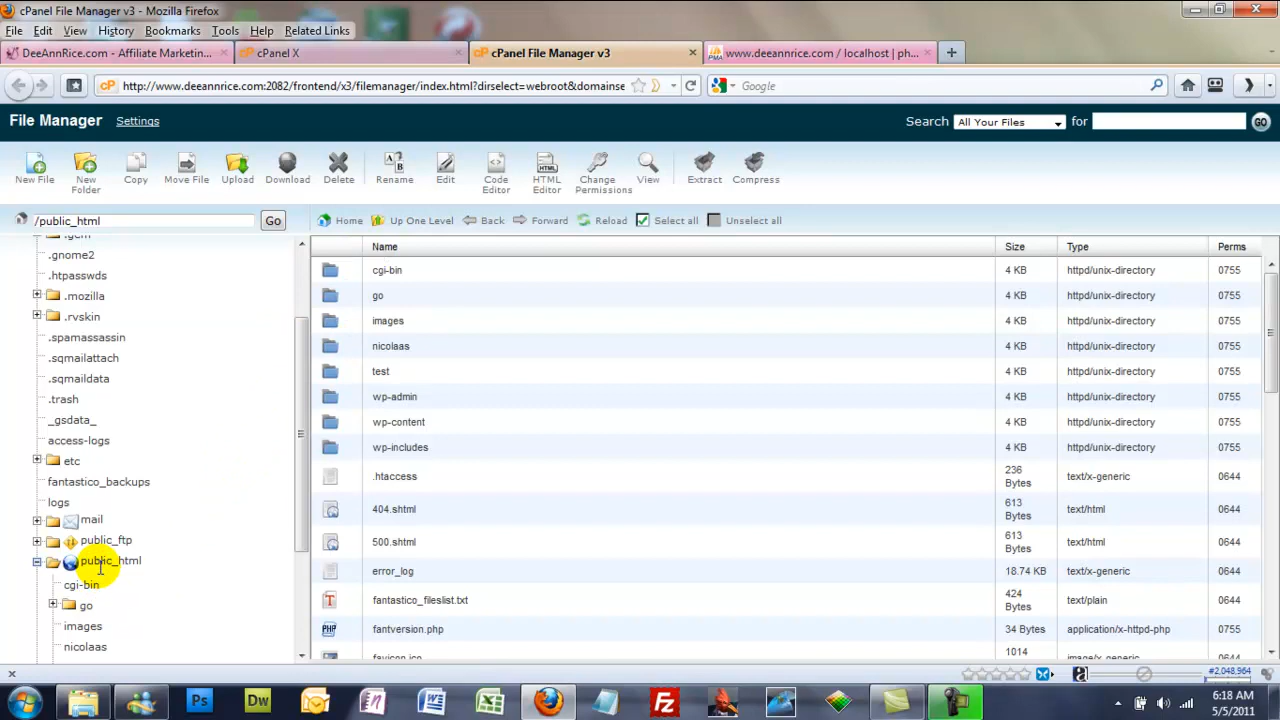 cPanel File Manager v3 - Mozilla Firefox
File Edit View History Bookmarks Tools Help Related Links
DeeAnnRice.com - Affiliate Marketin... cPanel X cPanel File Manager v3 www.deeannrice.com / localhost | ph...
http://www.deeannrice.com:2082/frontend/x3/filemanager/index.html?dirselect=webroot&domainse Google
File Manager Settings Search All Your Files for GO
New File New Folder Copy Move File Upload Download Delete Rename Edit Code Editor HTML Editor Change Permissions View Extract Compress
/public_html Go Home Up One Level Back Forward Reload Select all Unselect all
.gem
.gnome2
.htpasswds
.mozilla
.rvskin
.spamassassin
.sqmailattach
.sqmaildata
.trash
_gsdata_
access-logs
etc
fantastico_backups
logs
mail
public_ftp
public_html
cgi-bin
go
images
nicolaas
Name Size Type Perms
cgi-bin 4 KB httpd/unix-directory 0755
go 4 KB httpd/unix-directory 0755
images 4 KB httpd/unix-directory 0755
nicolaas 4 KB httpd/unix-directory 0755
test 4 KB httpd/unix-directory 0755
wp-admin 4 KB httpd/unix-directory 0755
wp-content 4 KB httpd/unix-directory 0755
wp-includes 4 KB httpd/unix-directory 0755
.htaccess 236 Bytes text/x-generic 0644
404.shtml 613 Bytes text/html 0644
500.shtml 613 Bytes text/html 0644
error_log 18.74 KB text/x-generic 0644
fantastico_fileslist.txt 424 Bytes text/plain 0644
fantversion.php 34 Bytes application/x-httpd-php 0755
favicon.ico 1014 image/x-generic 0644
#2,048,964
6:18 AM
5/5/2011